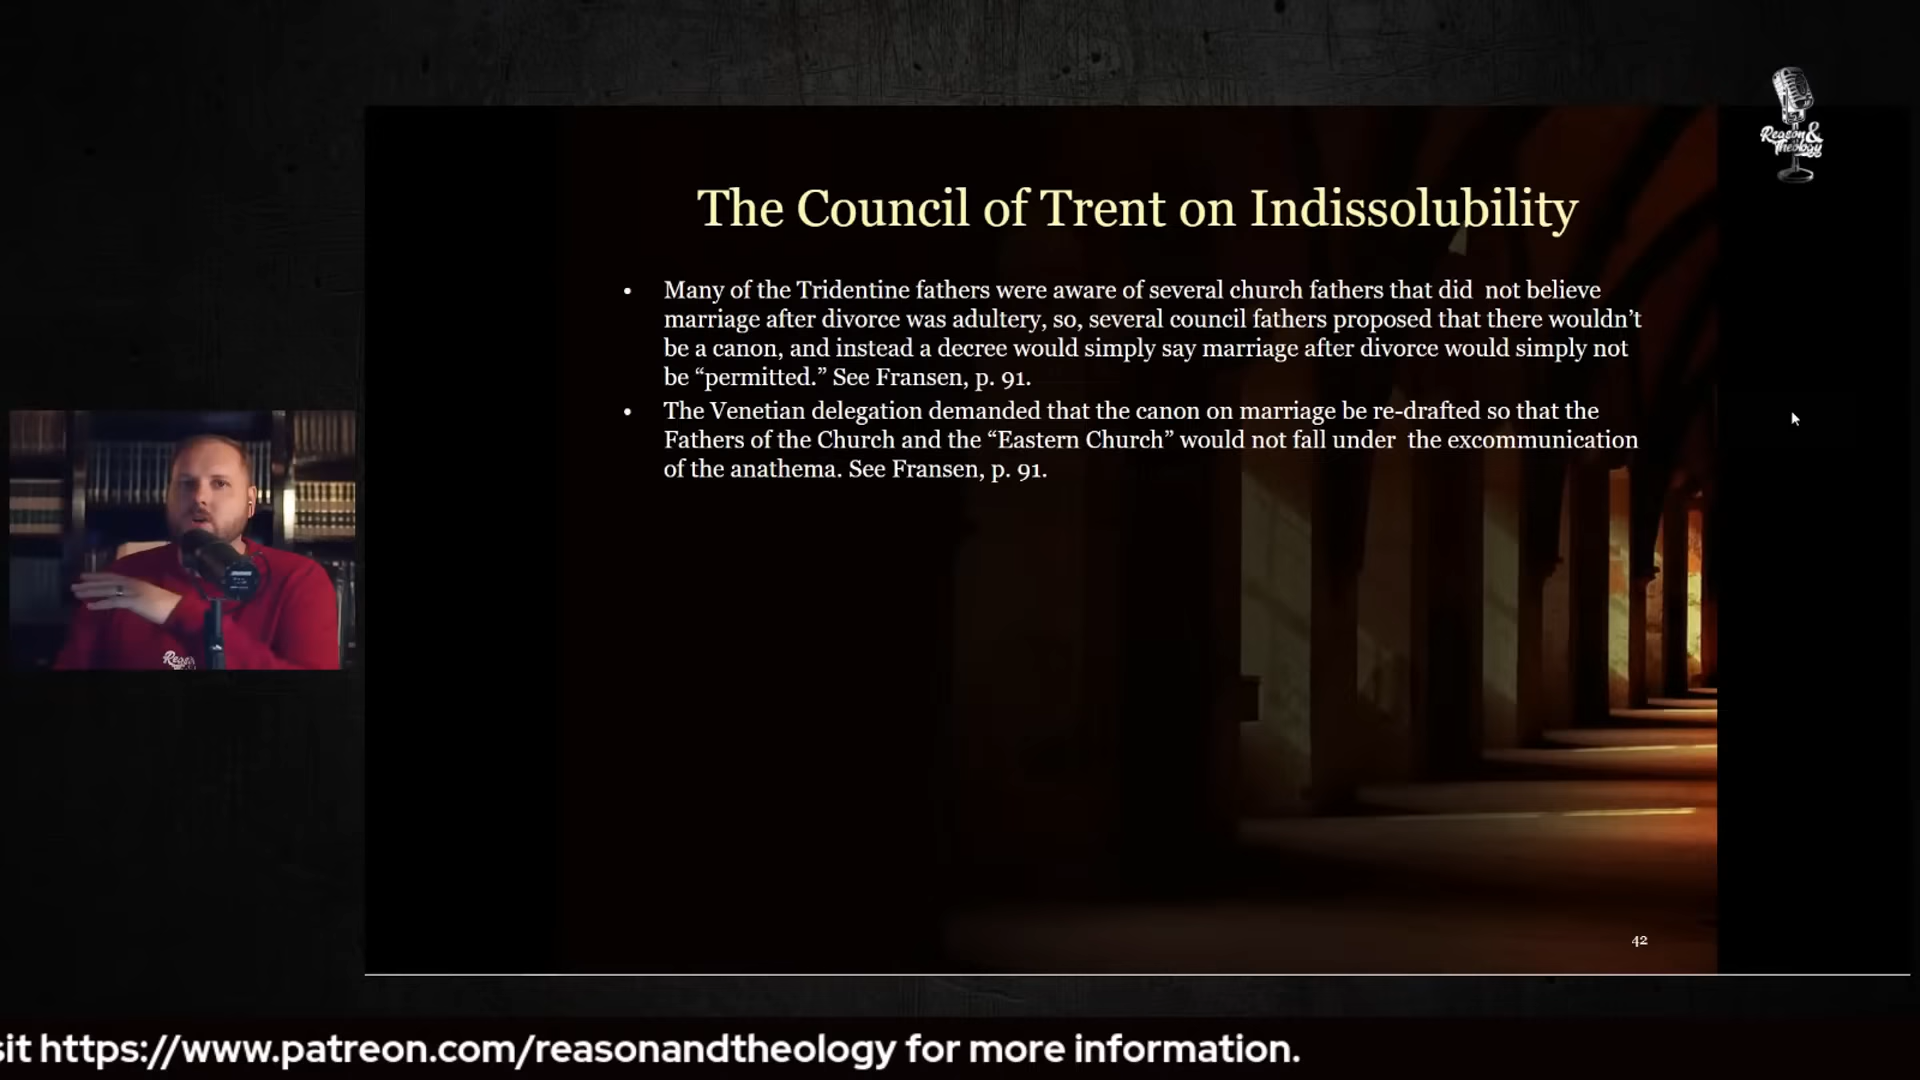 Reason &
Theology
The Council of Trent on Indissolubility
• Many of the Tridentine fathers were aware of several church fathers that did  not believe
marriage after divorce was adultery, so, several council fathers proposed that there wouldn’t
be a canon, and instead a decree would simply say marriage after divorce would simply not
be “permitted.” See Fransen, p. 91.
• The Venetian delegation demanded that the canon on marriage be re-drafted so that the
Fathers of the Church and the “Eastern Church” would not fall under  the excommunication
of the anathema. See Fransen, p. 91.
42
sit https://www.patreon.com/reasonandtheology for more information.